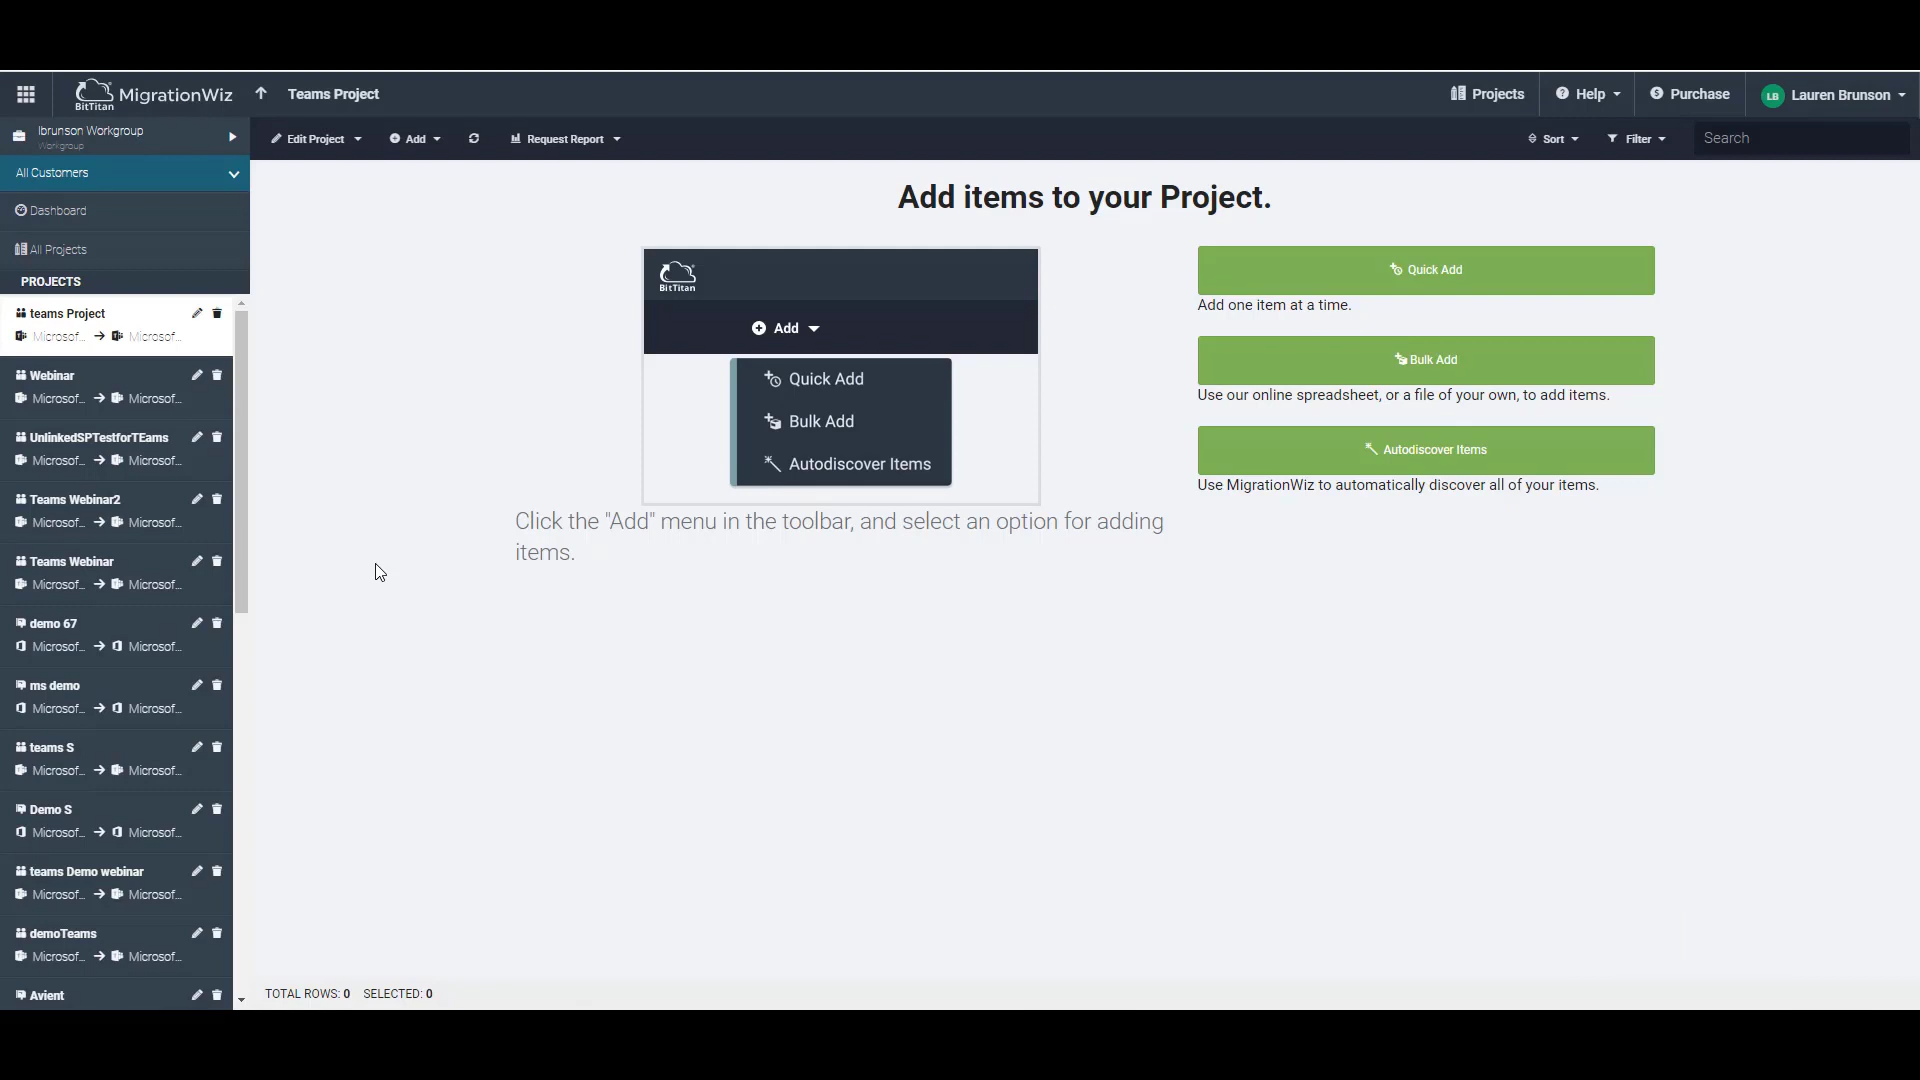 BitTitan MigrationWiz Teams Project Projects Help Purchase LB Lauren Brunson
lbrunson Workgroup
Workgroup
Edit Project Add Request Report Sort Filter Search
All Customers
Dashboard
All Projects
PROJECTS
teams Project
Microsof... Microsof...
Webinar
Microsof... Microsof...
UnlinkedSPTestforTEams
Microsof... Microsof...
Teams Webinar2
Microsof... Microsof...
Teams Webinar
Microsof... Microsof...
demo 67
Microsof... Microsof...
ms demo
Microsof... Microsof...
teams S
Microsof... Microsof...
Demo S
Microsof... Microsof...
teams Demo webinar
Microsof... Microsof...
demoTeams
Microsof... Microsof...
Avient
Add items to your Project.
BitTitan
Add
Quick Add
Bulk Add
Autodiscover Items
Click the "Add" menu in the toolbar, and select an option for adding
items.
Quick Add
Add one item at a time.
Bulk Add
Use our online spreadsheet, or a file of your own, to add items.
Autodiscover Items
Use MigrationWiz to automatically discover all of your items.
TOTAL ROWS: 0 SELECTED: 0